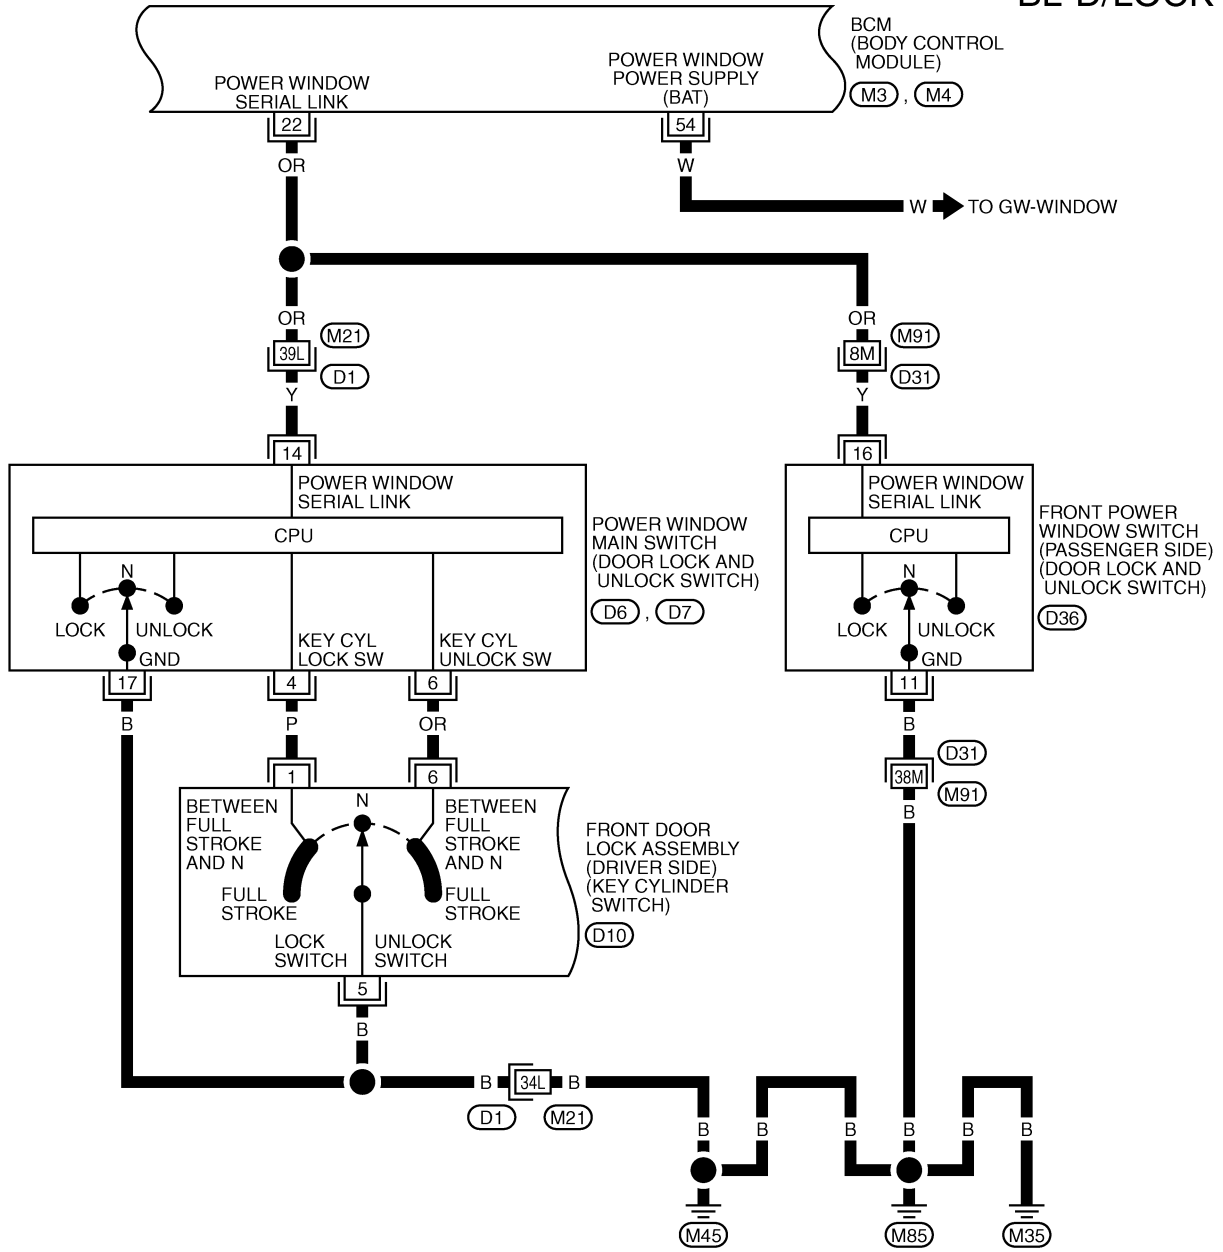 BL-D/LOCK
BCM
(BODY CONTROL
MODULE)
M3 , M4
POWER WINDOW
SERIAL LINK
POWER WINDOW
POWER SUPPLY
(BAT)
22
54
OR
W
W
TO GW-WINDOW
OR
M21
39L
D1
Y
14
OR
M91
8M
D31
Y
16
POWER WINDOW
SERIAL LINK
CPU
N
LOCK
UNLOCK
GND
KEY CYL
LOCK SW
KEY CYL
UNLOCK SW
POWER WINDOW
MAIN SWITCH
(DOOR LOCK AND
UNLOCK SWITCH)
D6 , D7
POWER WINDOW
SERIAL LINK
CPU
N
LOCK
UNLOCK
GND
FRONT POWER
WINDOW SWITCH
(PASSENGER SIDE)
(DOOR LOCK AND
UNLOCK SWITCH)
D36
17
4
6
11
B
P
OR
B
1
6
D31
38M
M91
B
BETWEEN
FULL
STROKE
AND N
N
BETWEEN
FULL
STROKE
AND N
FULL
STROKE
FULL
STROKE
LOCK
SWITCH
UNLOCK
SWITCH
FRONT DOOR
LOCK ASSEMBLY
(DRIVER SIDE)
(KEY CYLINDER
SWITCH)
D10
5
B
B
34L
B
D1
M21
B
B
B
B
B
B
M45
M85
M35